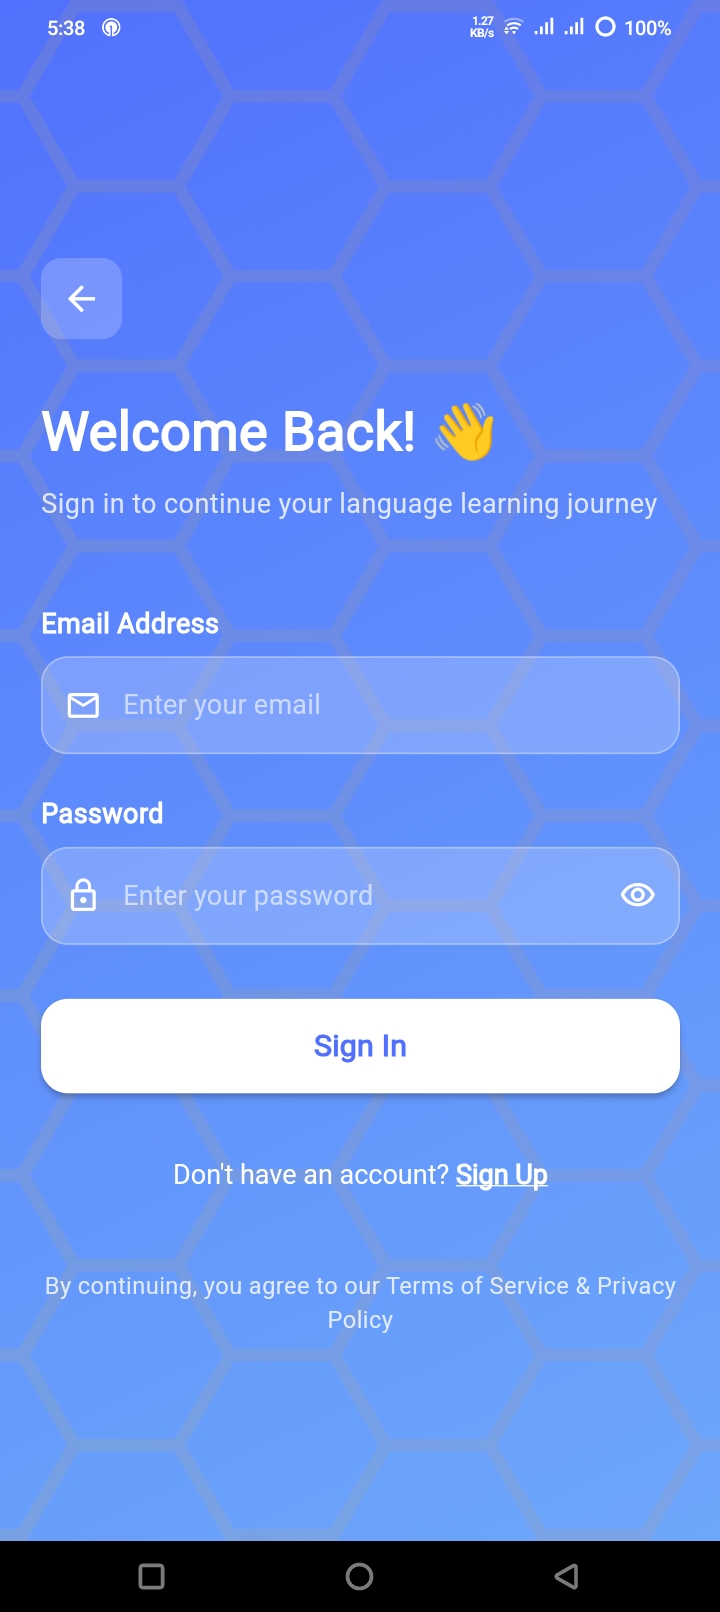 5:38 1.27 KB/s 100%
Welcome Back! 👋
Sign in to continue your language learning journey
Email Address
Enter your email
Password
Enter your password
Sign In
Don't have an account? Sign Up
By continuing, you agree to our Terms of Service & Privacy
Policy